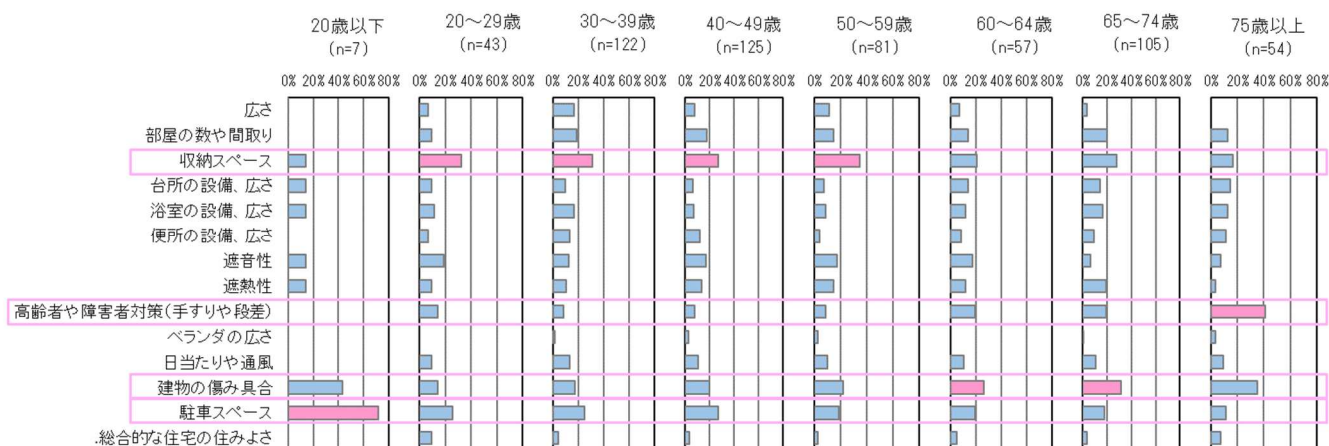 20歳以下 20～29歳 30～39歳 40～49歳 50～59歳 60～64歳 65～74歳 75歳以上
(n=7) (n=43) (n=122) (n=125) (n=81) (n=57) (n=105) (n=54)
0% 20% 40% 60% 80% 0% 20% 40% 60% 80% 0% 20% 40% 60% 80% 0% 20% 40% 60% 80% 0% 20% 40% 60% 80% 0% 20% 40% 60% 80% 0% 20% 40% 60% 80% 0% 20% 40% 60% 80%
広さ
部屋の数や間取り
収納スペース
台所の設備、広さ
浴室の設備、広さ
便所の設備、広さ
遮音性
遮熱性
高齢者や障害者対策(手すりや段差)
ベランダの広さ
日当たりや通風
建物の傷み具合
駐車スペース
.総合的な住宅の住みよさ